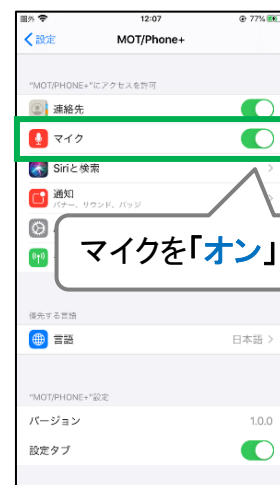 圏外 12:07 @ 77%
設定 MOT/Phone+
"MOT/PHONE+"にアクセスを許可
連絡先
マイク
Siriと検索
通知
バナー、サウンド、バッジ
マイクを「オン」
優先する言語
言語 日本語
"MOT/PHONE+"設定
バージョン 1.0.0
設定タブ